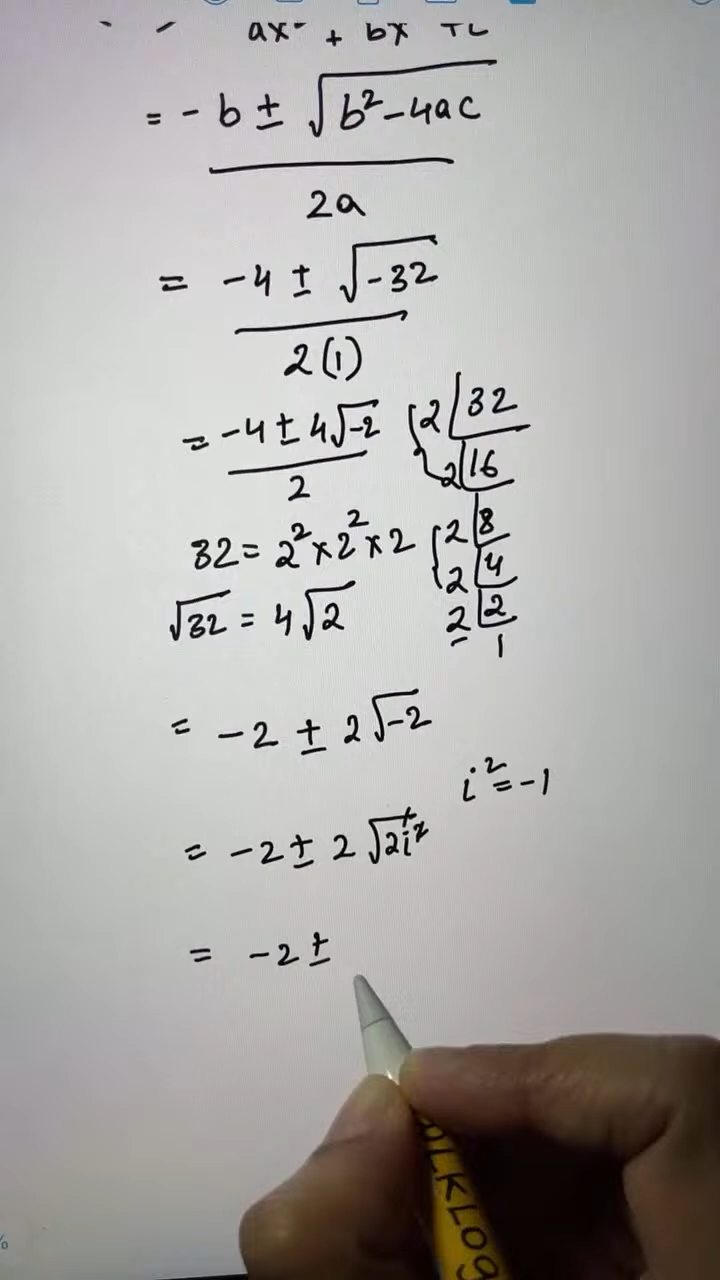 ax² + bx + c
= -b ± √(b²-4ac)
2a
= -4 ± √-32
2(1)
= -4 ± 4√-2
2
2 | 32
2 | 16
2 | 8
2 | 4
2 | 2
1
32 = 2² × 2² × 2
√32 = 4√2
= -2 ± 2√-2
i² = -1
= -2 ± 2√2i²
= -2 ±